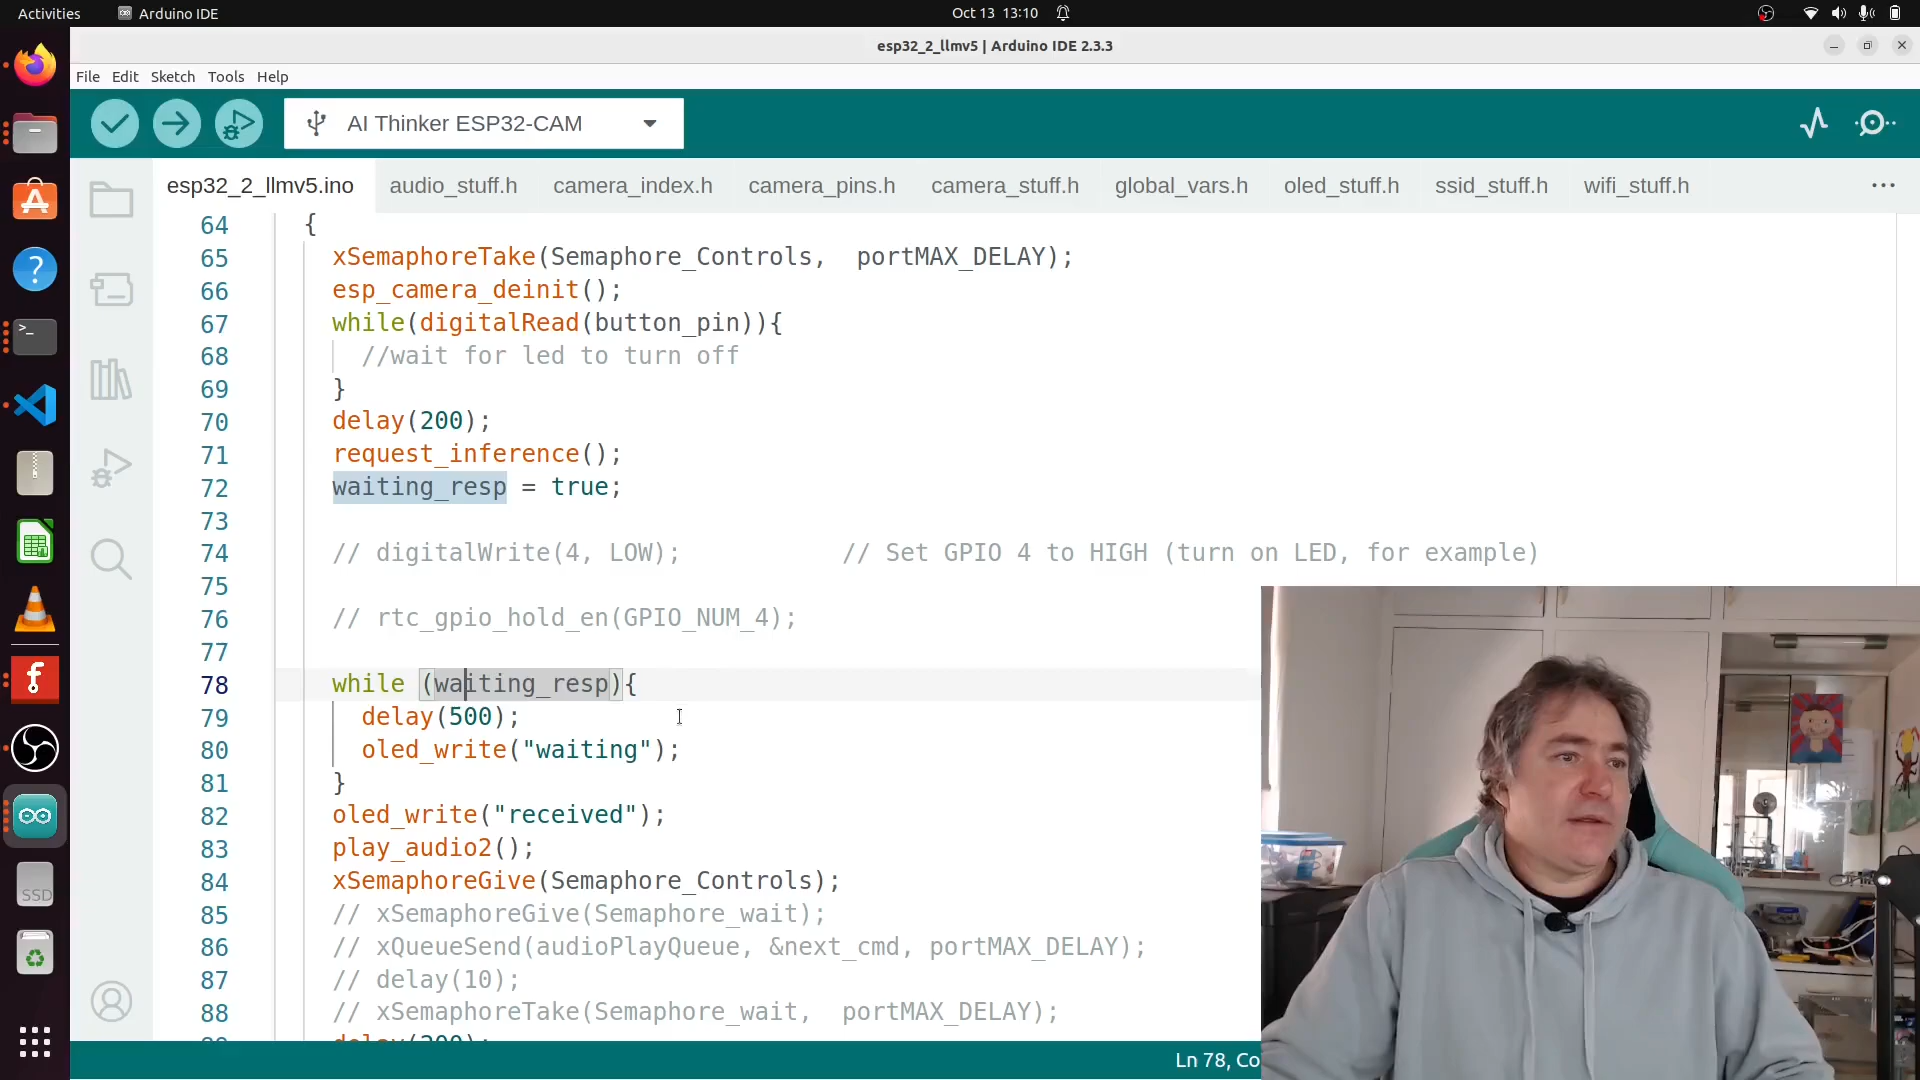 Activities
Arduino IDE
Oct 13 13:10
esp32_2_llmv5 | Arduino IDE 2.3.3
File Edit Sketch Tools Help
AI Thinker ESP32-CAM
esp32_2_llmv5.ino audio_stuff.h camera_index.h camera_pins.h camera_stuff.h global_vars.h oled_stuff.h ssid_stuff.h wifi_stuff.h ...
64 {
65 xSemaphoreTake(Semaphore_Controls, portMAX_DELAY);
66 esp_camera_deinit();
67 while(digitalRead(button_pin)){
68 //wait for led to turn off
69 }
70 delay(200);
71 request_inference();
72 waiting_resp = true;
73
74 // digitalWrite(4, LOW); // Set GPIO 4 to HIGH (turn on LED, for example)
75
76 // rtc_gpio_hold_en(GPIO_NUM_4);
77
78 while (waiting_resp){
79 delay(500);
80 oled_write("waiting");
81 }
82 oled_write("received");
83 play_audio2();
84 xSemaphoreGive(Semaphore_Controls);
85 // xSemaphoreGive(Semaphore_wait);
86 // xQueueSend(audioPlayQueue, &next_cmd, portMAX_DELAY);
87 // delay(10);
88 // xSemaphoreTake(Semaphore_wait, portMAX_DELAY);
89 delay(200);
SSD
Ln 78, Co